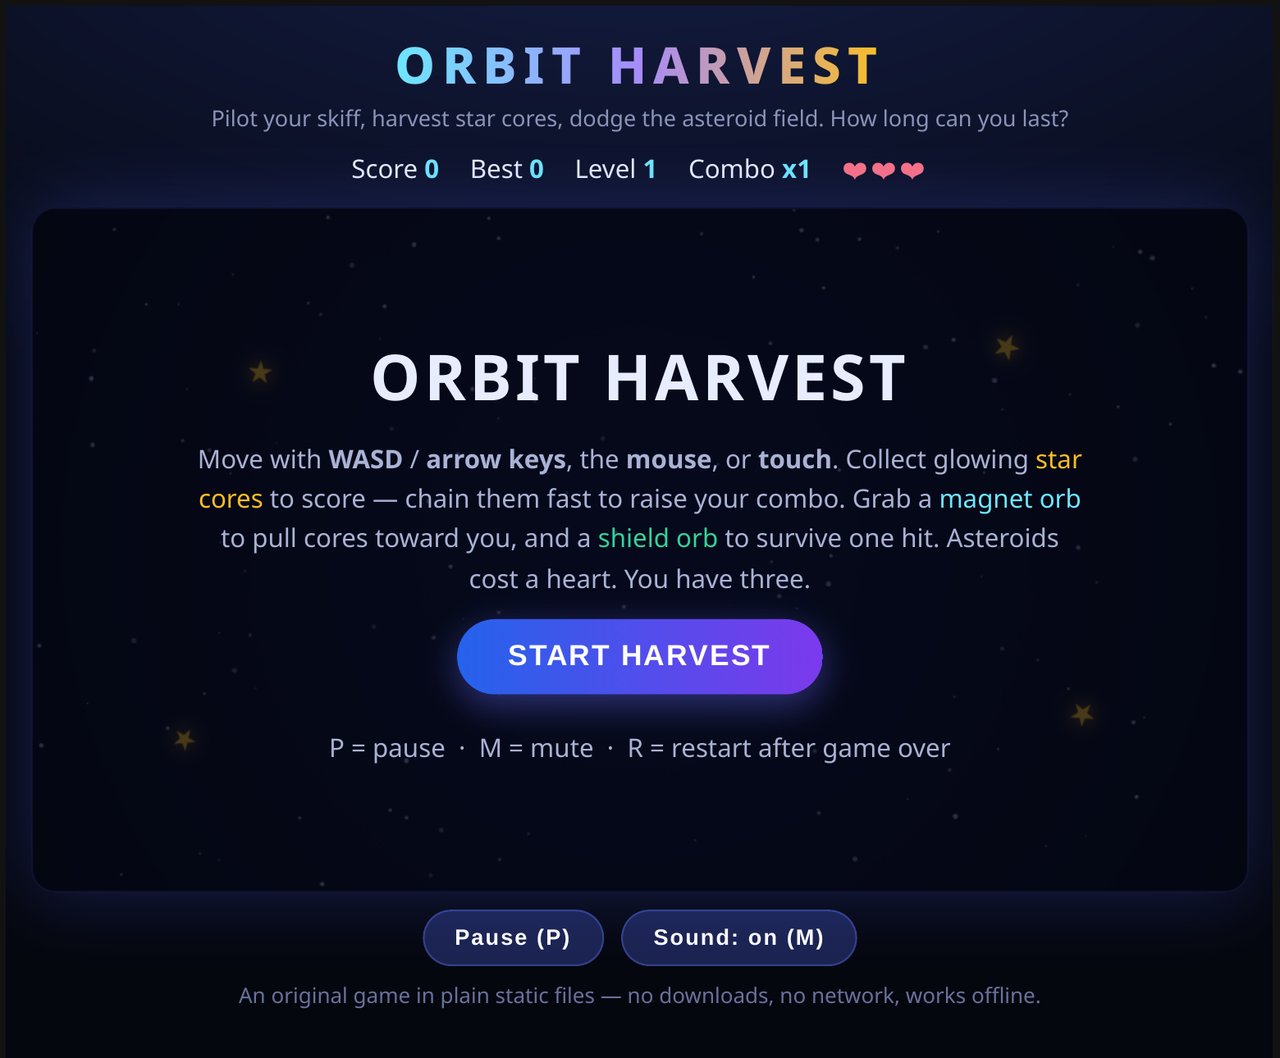 ORBIT HARVEST
Pilot your skiff, harvest star cores, dodge the asteroid field. How long can you last?
Score 0 Best 0 Level 1 Combo x1 ❤❤❤
ORBIT HARVEST
Move with WASD / arrow keys, the mouse, or touch. Collect glowing star
cores to score — chain them fast to raise your combo. Grab a magnet orb
to pull cores toward you, and a shield orb to survive one hit. Asteroids
cost a heart. You have three.
START HARVEST
P = pause · M = mute · R = restart after game over
Pause (P) Sound: on (M)
An original game in plain static files — no downloads, no network, works offline.